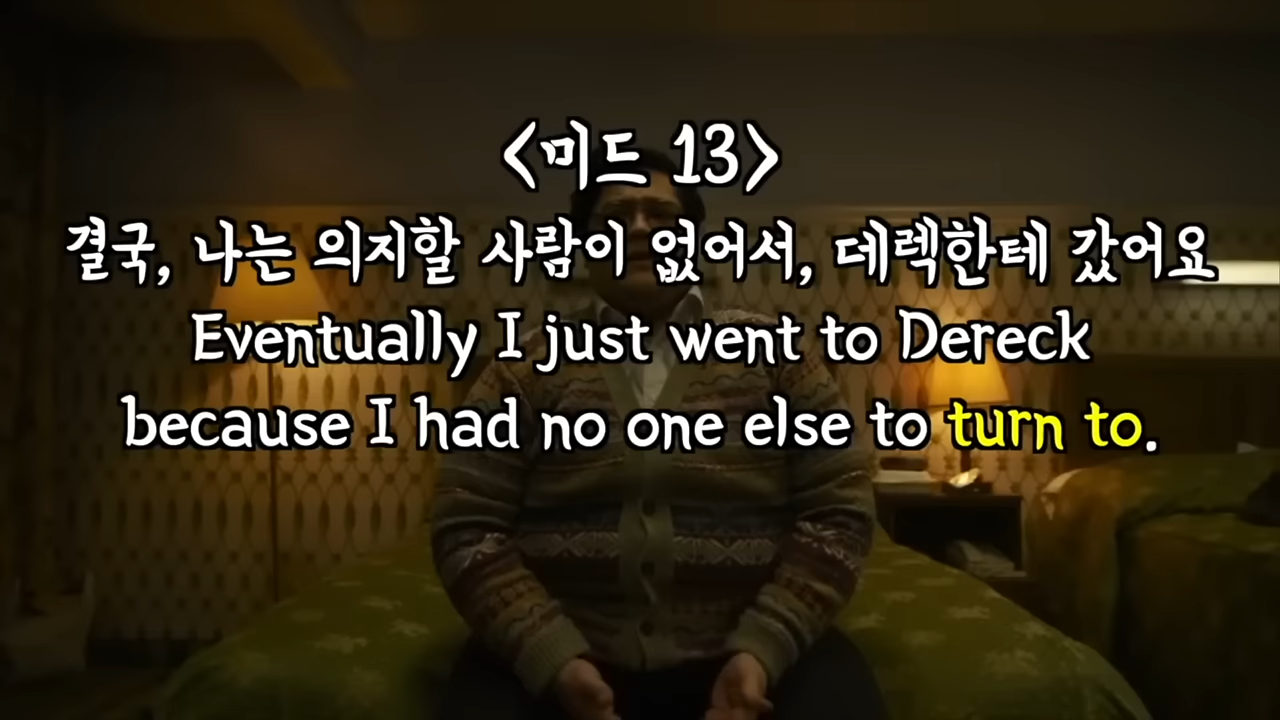 <미드 13>
결국, 나는 의지할 사람이 없어서, 데렉한테 갔어요
Eventually I just went to Dereck
because I had no one else to turn to.